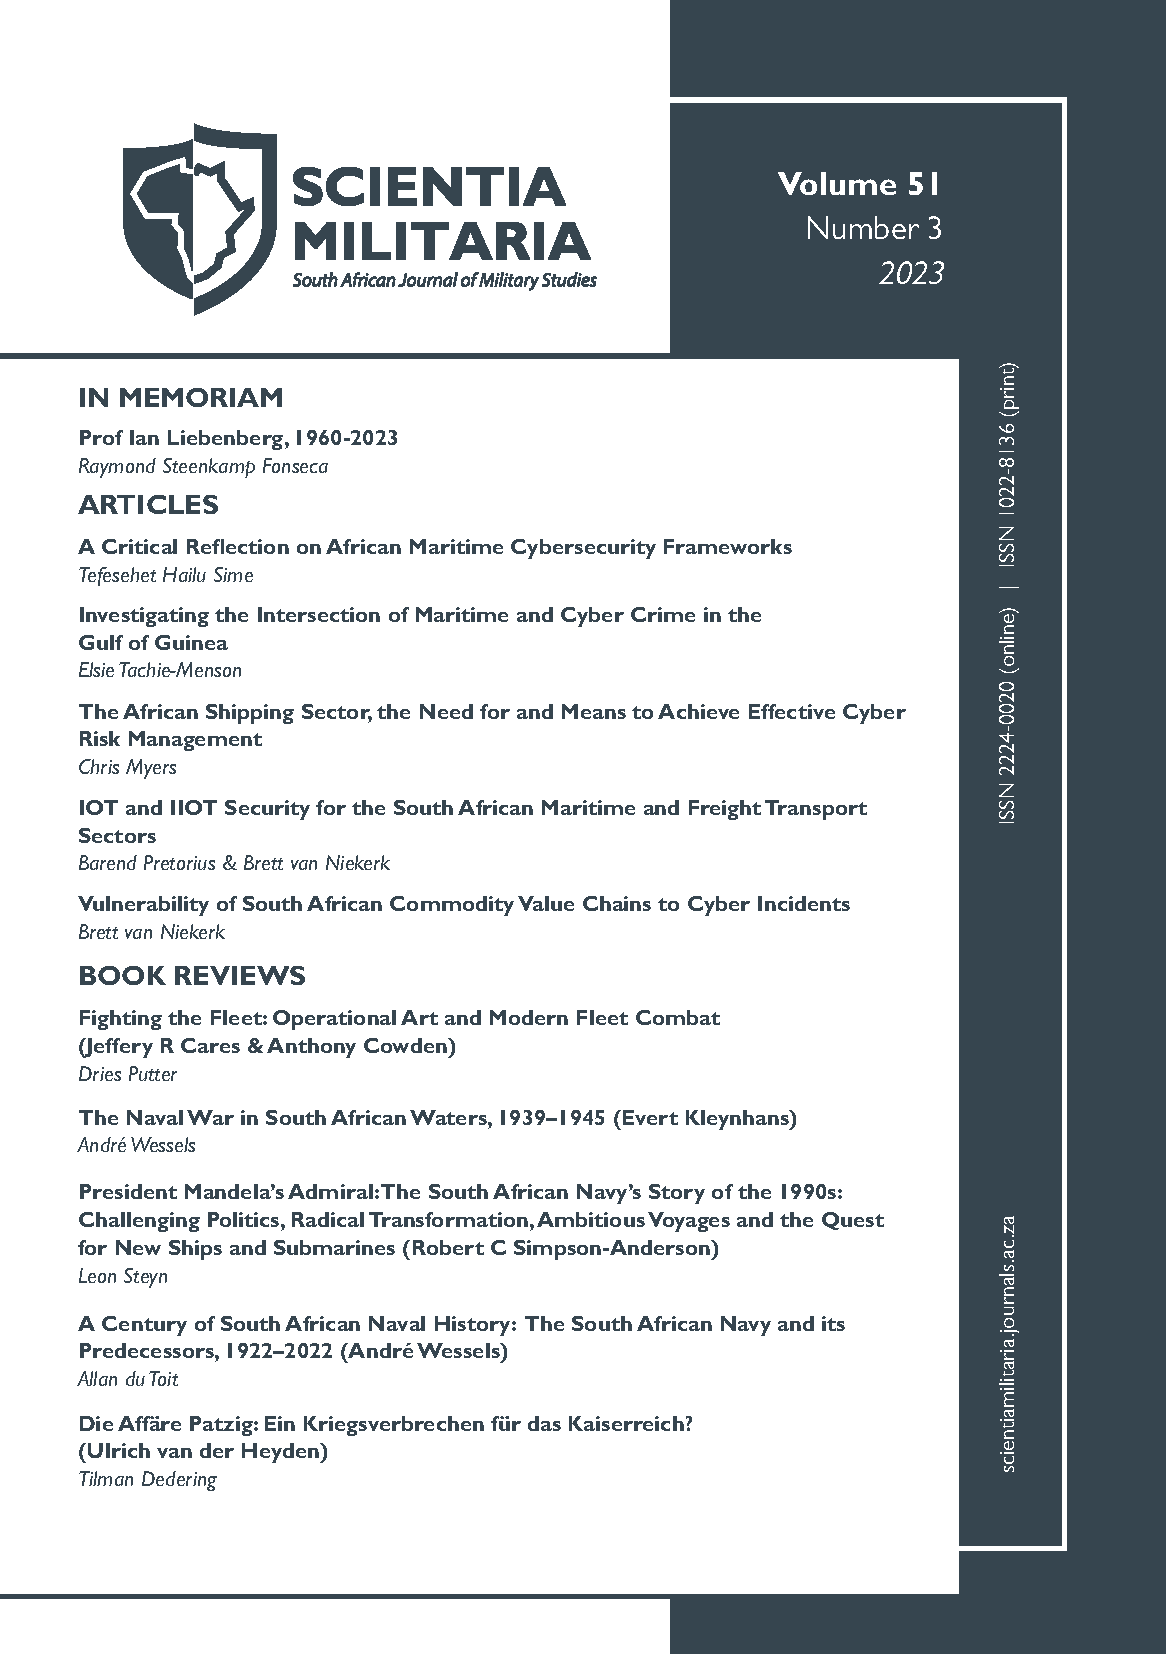 SCIENTIA
MILITARIA
South African Journal of Military Studies
Volume 51
Number 3
2023
IN MEMORIAM
Prof Ian Liebenberg, 1960-2023
Raymond Steenkamp Fonseca
ARTICLES
A Critical Reflection on African Maritime Cybersecurity Frameworks
Tefesehet Hailu Sime
Investigating the Intersection of Maritime and Cyber Crime in the
Gulf of Guinea
Elsie Tachie-Menson
The African Shipping Sector, the Need for and Means to Achieve Effective Cyber
Risk Management
Chris Myers
IOT and IIOT Security for the South African Maritime and Freight Transport
Sectors
Barend Pretorius & Brett van Niekerk
Vulnerability of South African Commodity Value Chains to Cyber Incidents
Brett van Niekerk
BOOK REVIEWS
Fighting the Fleet: Operational Art and Modern Fleet Combat
(Jeffery R Cares & Anthony Cowden)
Dries Putter
The Naval War in South African Waters, 1939–1945 (Evert Kleynhans)
André Wessels
President Mandela’s Admiral: The South African Navy’s Story of the 1990s:
Challenging Politics, Radical Transformation, Ambitious Voyages and the Quest
for New Ships and Submarines (Robert C Simpson-Anderson)
Leon Steyn
A Century of South African Naval History: The South African Navy and its
Predecessors, 1922–2022 (André Wessels)
Allan du Toit
Die Affäre Patzig: Ein Kriegsverbrechen für das Kaiserreich?
(Ulrich van der Heyden)
Tilman Dedering
ISSN 2224-0020 (online) | ISSN 1022-8136 (print)
scientiamilitaria.journals.ac.za